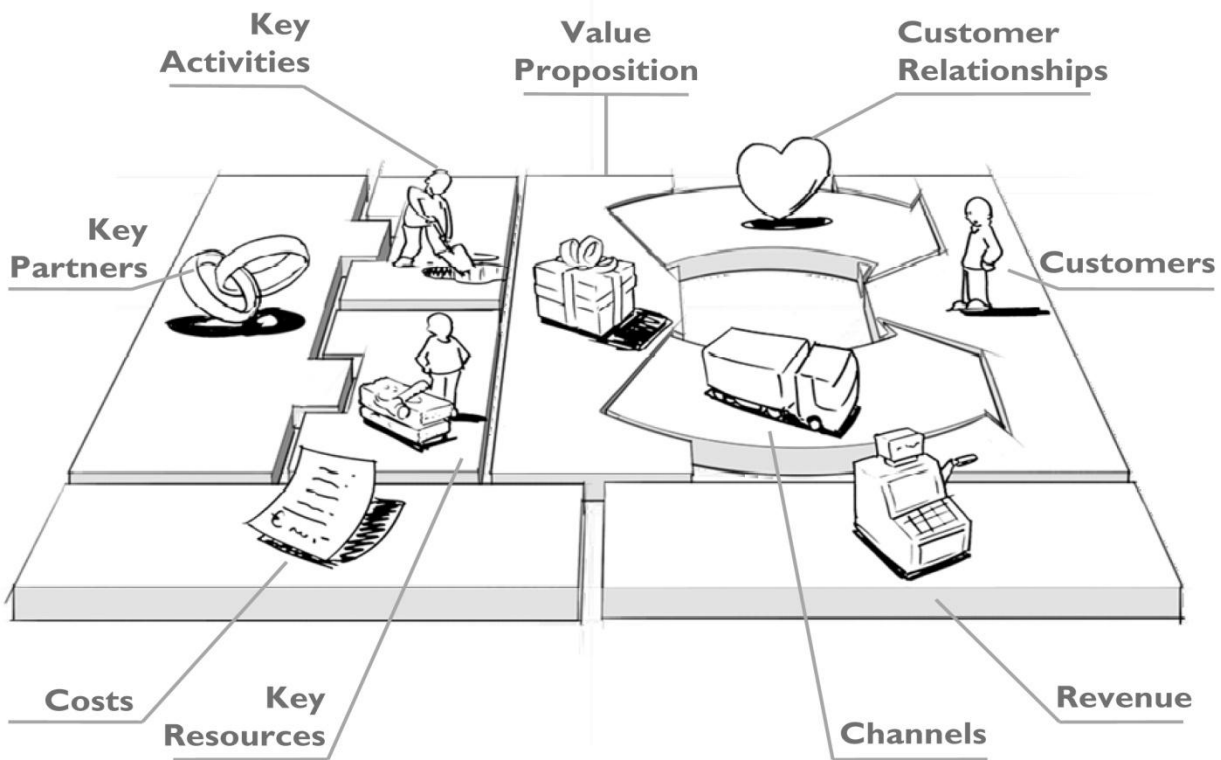 Key
Activities
Value
Proposition
Customer
Relationships
Key
Partners
Customers
Costs
Key
Resources
Channels
Revenue
€